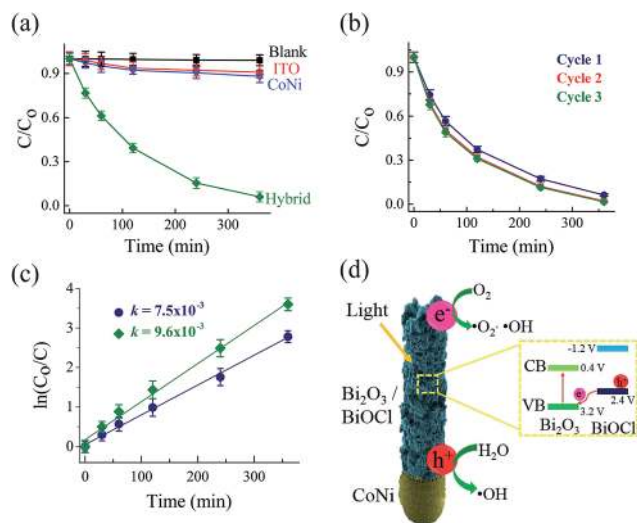 (a)
C/C₀
0.9
0.6
0.3
0.0
0 100 200 300
Time (min)
Blank
ITO
CoNi
Hybrid
(b)
C/C₀
0.9
0.6
0.3
0.0
0 100 200 300
Time (min)
Cycle 1
Cycle 2
Cycle 3
(c)
ln(C₀/C)
4
3
2
1
0
0 100 200 300
Time (min)
k = 7.5x10⁻³
k = 9.6x10⁻³
(d)
Light
Bi₂O₃ /
BiOCl
CoNi
e⁻
O₂
•O₂⁻ •OH
h⁺
H₂O
•OH
-1.2 V
CB
0.4 V
e
h⁺
2.4 V
VB
3.2 V
Bi₂O₃ BiOCl